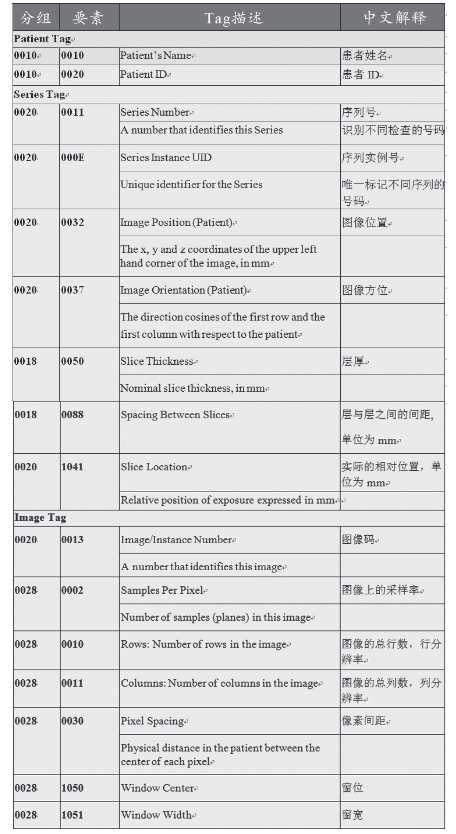 分组 要素 Tag描述 中文解释
Patient Tag
0010 0010 Patient's Name 患者姓名
0010 0020 Patient ID 患者 ID
Series Tag
0020 0011 Series Number 序列号
A number that identifies this Series 识别不同检查的号码
0020 000E Series Instance UID 序列实例号
Unique identifier for the Series 唯一标记不同序列的
号码
0020 0032 Image Position (Patient) 图像位置
The x, y and z coordinates of the upper left
hand corner of the image, in mm
0020 0037 Image Orientation (Patient) 图像方位
The direction cosines of the first row and the
first column with respect to the patient
0018 0050 Slice Thickness 层厚
Nominal slice thickness, in mm
0018 0088 Spacing Between Slices 层与层之间的间距,
单位为 mm
0020 1041 Slice Location 实际的相对位置，单
位为 mm
Relative position of exposure expressed in mm
Image Tag
0020 0013 Image/Instance Number 图像码
A number that identifies this image
0028 0002 Samples Per Pixel 图像上的采样率
Number of samples (planes) in this image
0028 0010 Rows: Number of rows in the image 图像的总行数，行分
辨率
0028 0011 Columns: Number of columns in the image 图像的总列数，列分
辨率
0028 0030 Pixel Spacing 像素间距
Physical distance in the patient between the
center of each pixel
0028 1050 Window Center 窗位
0028 1051 Window Width 窗宽